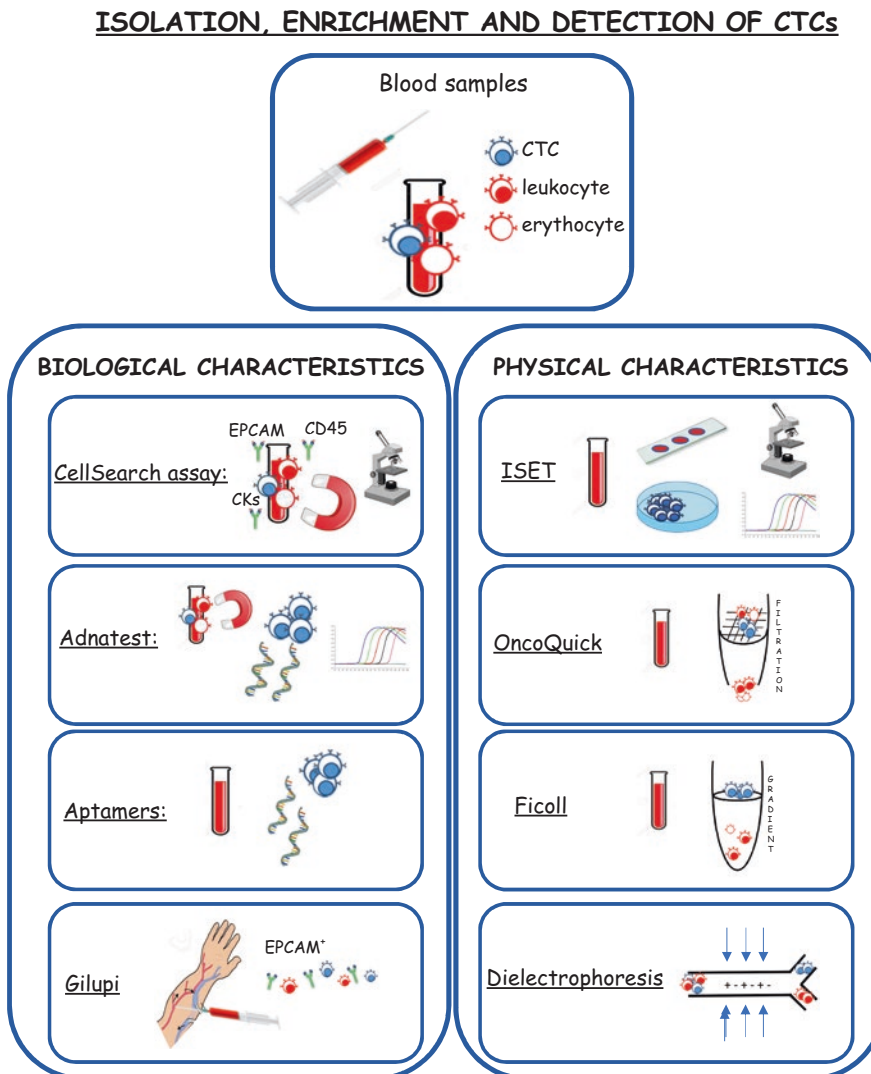 ISOLATION, ENRICHMENT AND DETECTION OF CTCs
Blood samples
CTC
leukocyte
erythocyte
BIOLOGICAL CHARACTERISTICS
CellSearch assay:
EPCAM
CD45
CKs
Adnatest:
Aptamers:
Gilupi
EPCAM⁺
PHYSICAL CHARACTERISTICS
ISET
OncoQuick
FILTRATION
Ficoll
GRADIENT
Dielectrophoresis
+-+-+-